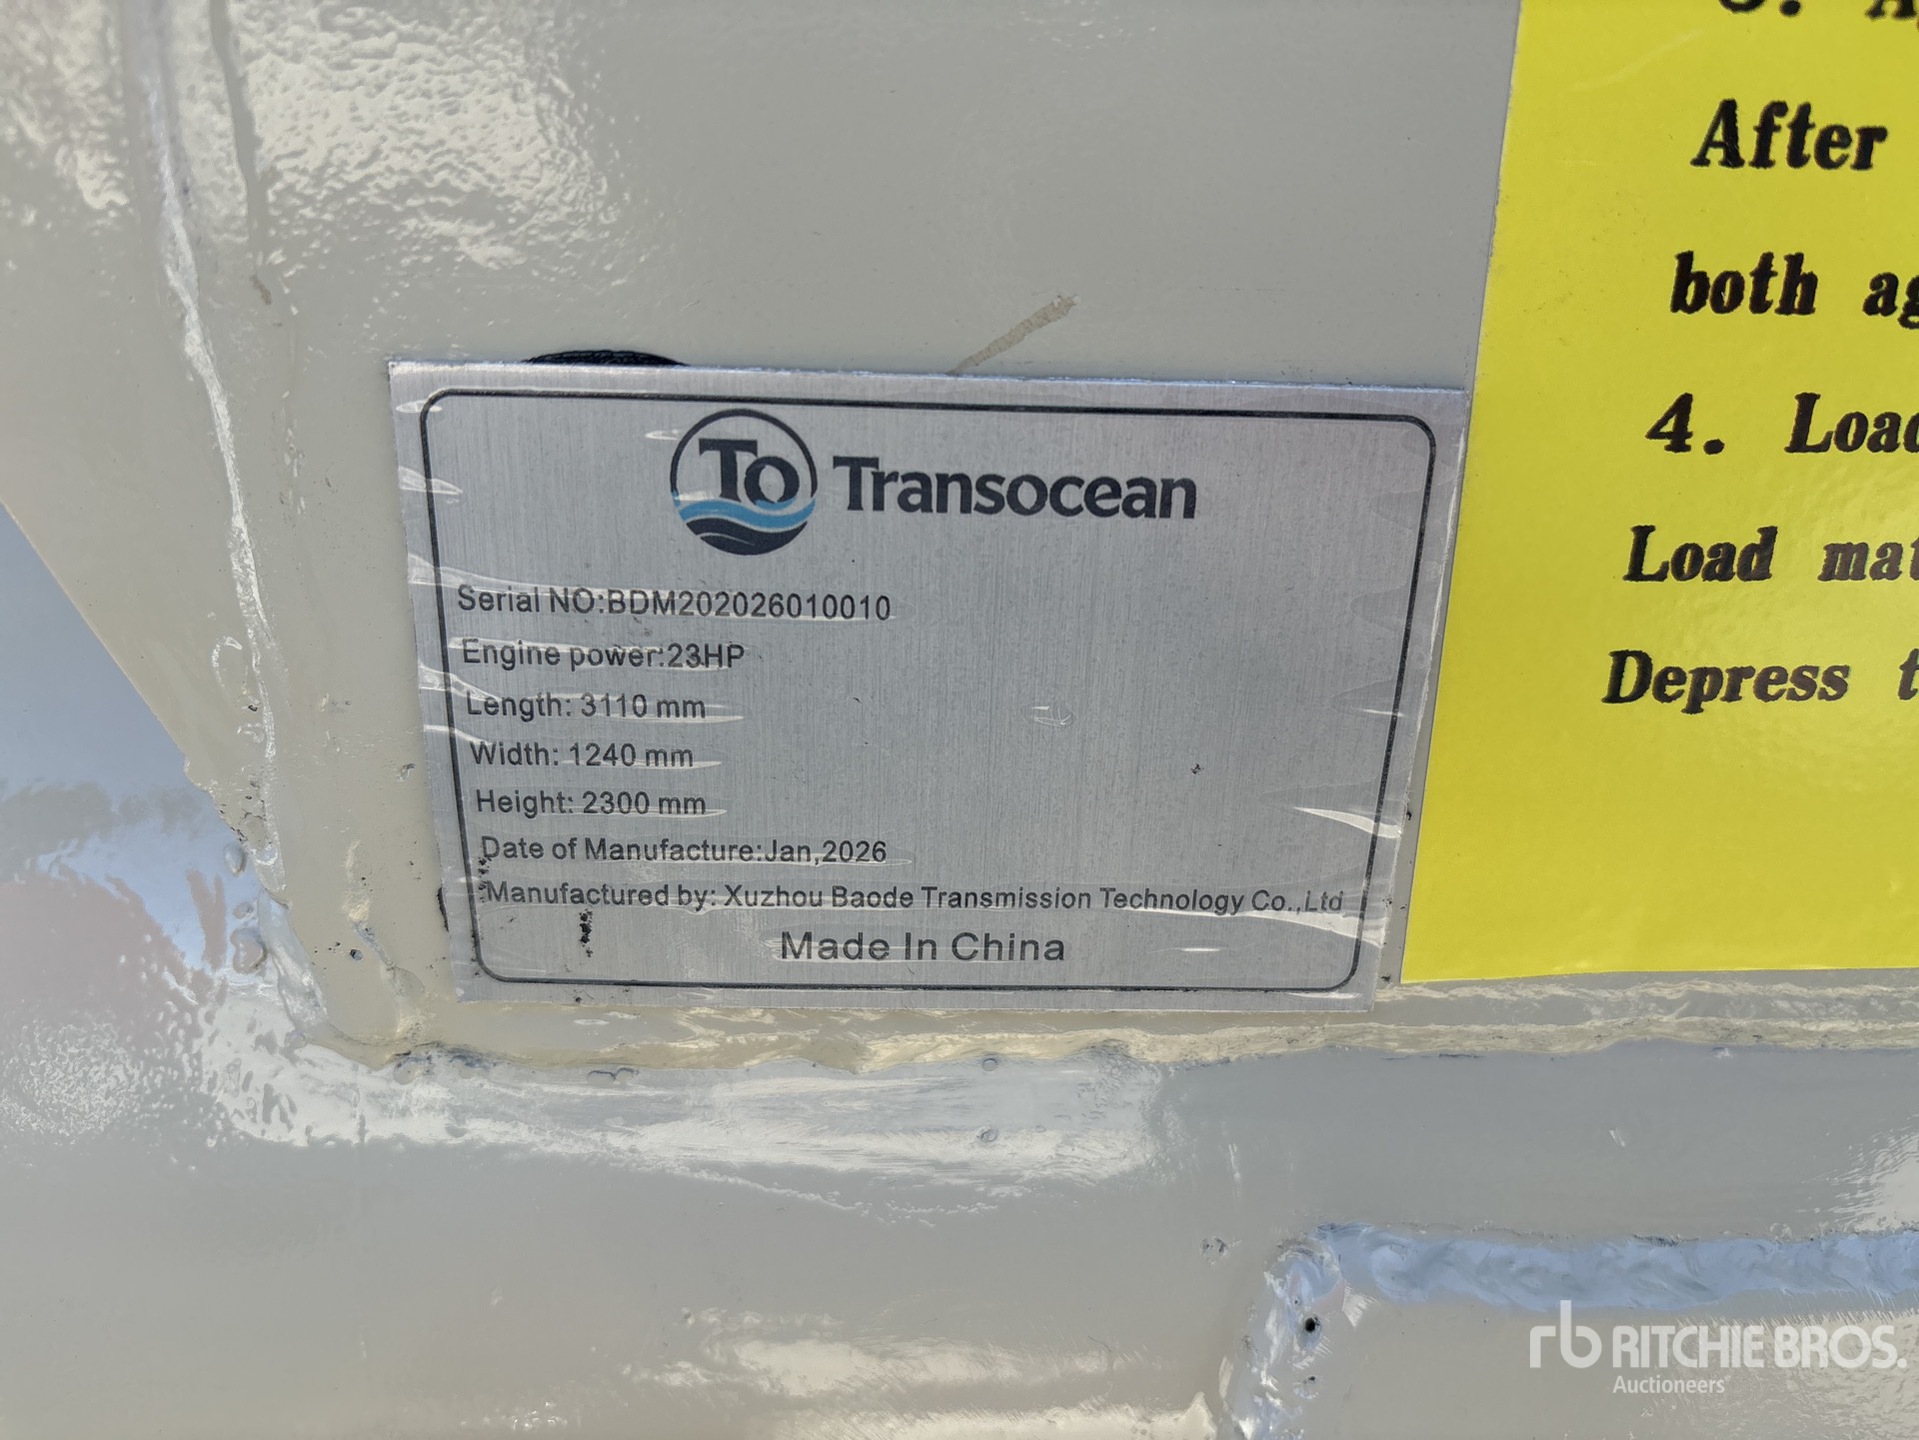 After
both
4. Load
Load
Depress
To Transocean
Serial NO:BDM202026010010
Engine power:23HP
Length: 3110 mm
Width: 1240 mm
Height: 2300 mm
Date of Manufacture:Jan,2026
Manufactured by: Xuzhou Baode Transmission Technology Co.,Ltd
Made In China
rb RITCHIE BROS.
Auctioneers